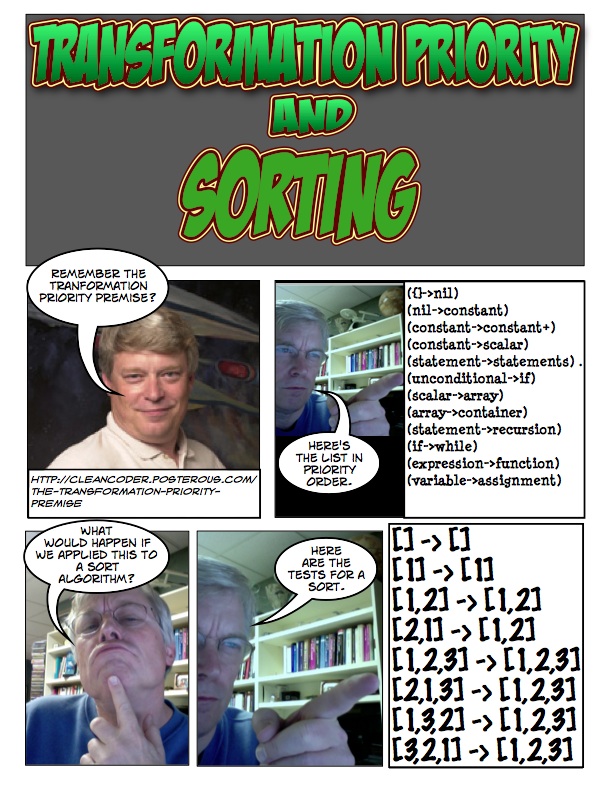 TRANSFORMATION PRIORITY
AND
SORTING
REMEMBER THE
TRANFORMATION
PRIORITY PREMISE?
HTTP://CLEANCODER.POSTEROUS.COM/
THE-TRANSFORMATION-PRIORITY-
PREMISE
HERE'S
THE LIST IN
PRIORITY
ORDER.
({}->nil)
(nil->constant)
(constant->constant+)
(constant->scalar)
(statement->statements) .
(unconditional->if)
(scalar->array)
(array->container)
(statement->recursion)
(if->while)
(expression->function)
(variable->assignment)
WHAT
WOULD HAPPEN IF
WE APPLIED THIS TO
A SORT
ALGORITHM?
HERE
ARE THE
TESTS FOR A
SORT.
[] -> []
[1] -> [1]
[1,2] -> [1,2]
[2,1] -> [1,2]
[1,2,3] -> [1,2,3]
[2,1,3] -> [1,2,3]
[1,3,2] -> [1,2,3]
[3,2,1] -> [1,2,3]